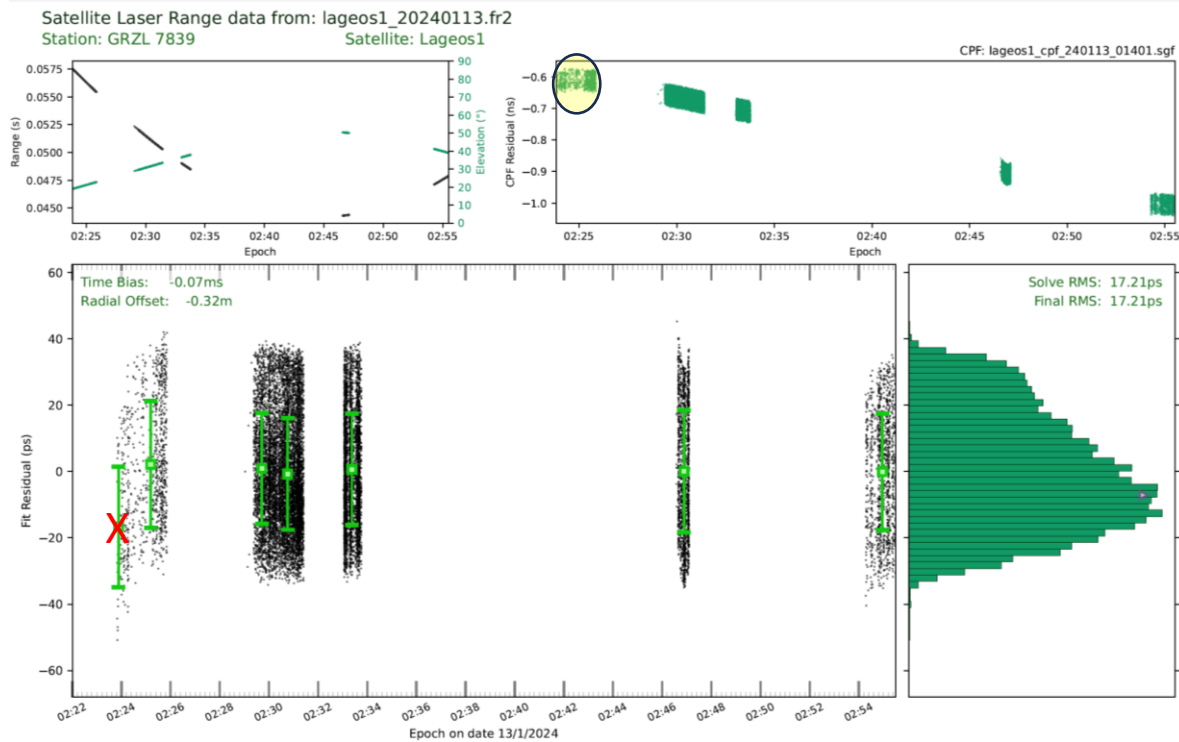 Satellite Laser Range data from: lageos1_20240113.fr2
Station: GRZL 7839 Satellite: Lageos1
CPF: lageos1_cpf_240113_01401.sgf
0.0575
0.0550
0.0525
0.0500
0.0475
0.0450
Range (s)
90
80
70
60
50
40
30
20
10
0
Elevation (°)
02:25 02:30 02:35 02:40 02:45 02:50 02:55
Epoch
−0.6
−0.7
−0.8
−0.9
−1.0
CPF Residual (ns)
02:25 02:30 02:35 02:40 02:45 02:50 02:55
Epoch
Time Bias: -0.07ms
Radial Offset: -0.32m
60
40
20
0
−20
−40
−60
Fit Residual (ps)
X
02:22 02:24 02:26 02:28 02:30 02:32 02:34 02:36 02:38 02:40 02:42 02:44 02:46 02:48 02:50 02:52 02:54
Epoch on date 13/1/2024
Solve RMS: 17.21ps
Final RMS: 17.21ps